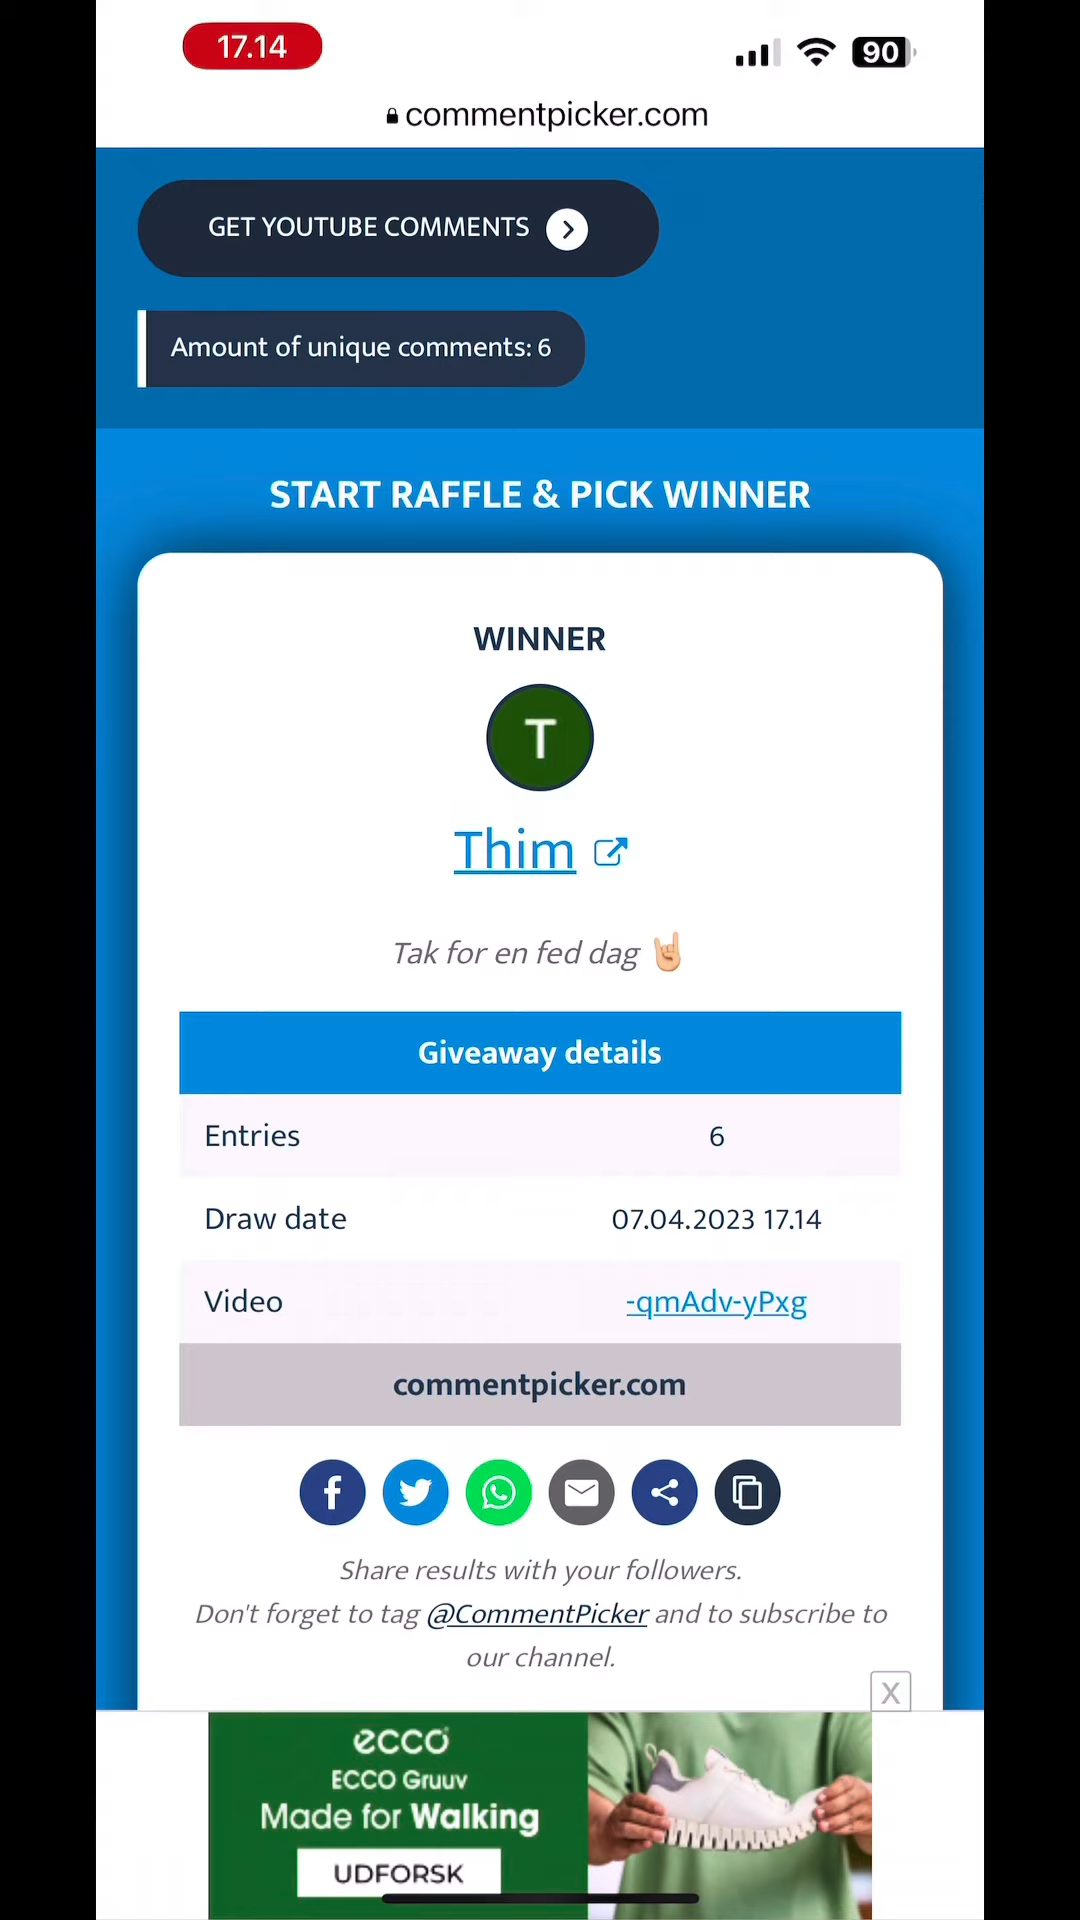 17.14
90
commentpicker.com
GET YOUTUBE COMMENTS
Amount of unique comments: 6
START RAFFLE & PICK WINNER
WINNER
T
Thim
Tak for en fed dag 🤘🏼
Giveaway details
Entries 6
Draw date 07.04.2023 17.14
Video -qmAdv-yPxg
commentpicker.com
Share results with your followers.
Don't forget to tag @CommentPicker and to subscribe to
our channel.
X
ecco
ECCO Gruuv
Made for Walking
UDFORSK